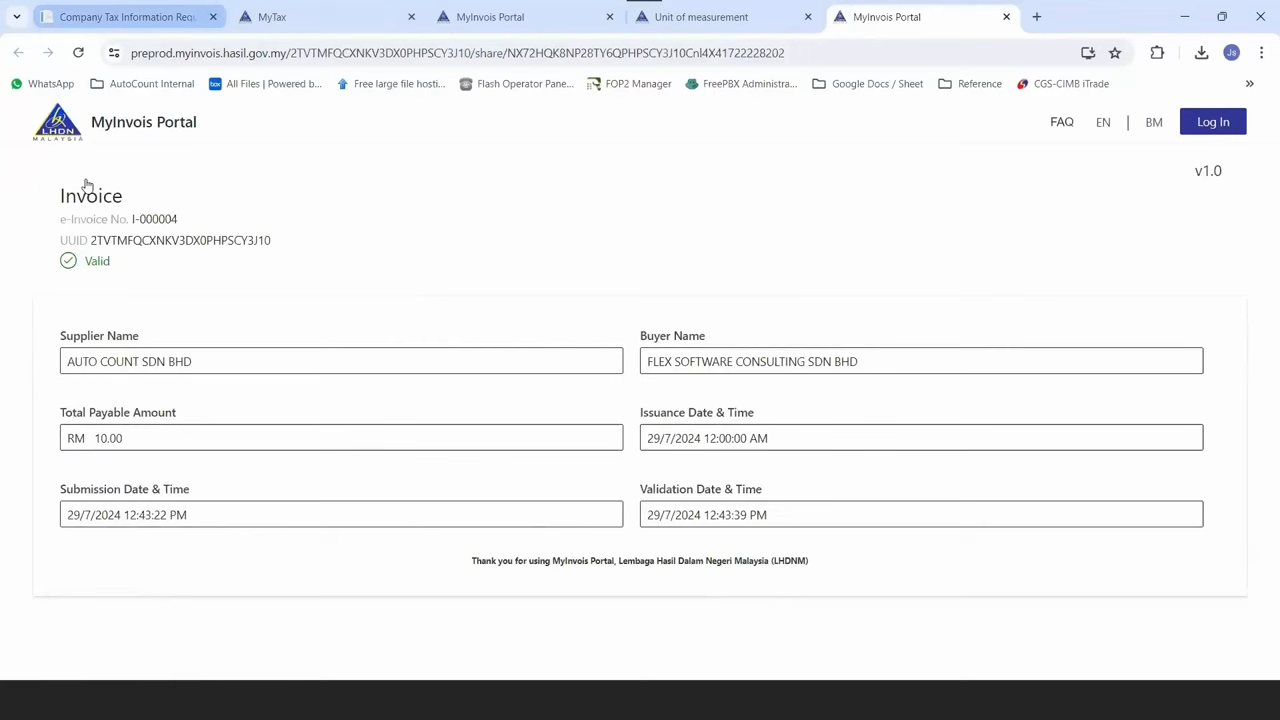 Company Tax Information Req
MyTax
MyInvois Portal
Unit of measurement
MyInvois Portal
preprod.myinvois.hasil.gov.my/2TVTMFQCXNKV3DX0PHPSCY3J10/share/NX72HQK8NP28TY6QPHPSCY3J10CnI4X41722228202
Js
WhatsApp
AutoCount Internal
box
All Files | Powered b...
Free large file hosti...
Flash Operator Pane...
FOP2 Manager
FreePBX Administra...
Google Docs / Sheet
Reference
CGS-CIMB iTrade
LHDN
MALAYSIA
MyInvois Portal
FAQ
EN
|
BM
Log In
v1.0
Invoice
e-Invoice No. I-000004
UUID 2TVTMFQCXNKV3DX0PHPSCY3J10
Valid
Supplier Name
Buyer Name
AUTO COUNT SDN BHD
FLEX SOFTWARE CONSULTING SDN BHD
Total Payable Amount
Issuance Date & Time
RM 10.00
29/7/2024 12:00:00 AM
Submission Date & Time
Validation Date & Time
29/7/2024 12:43:22 PM
29/7/2024 12:43:39 PM
Thank you for using MyInvois Portal, Lembaga Hasil Dalam Negeri Malaysia (LHDNM)